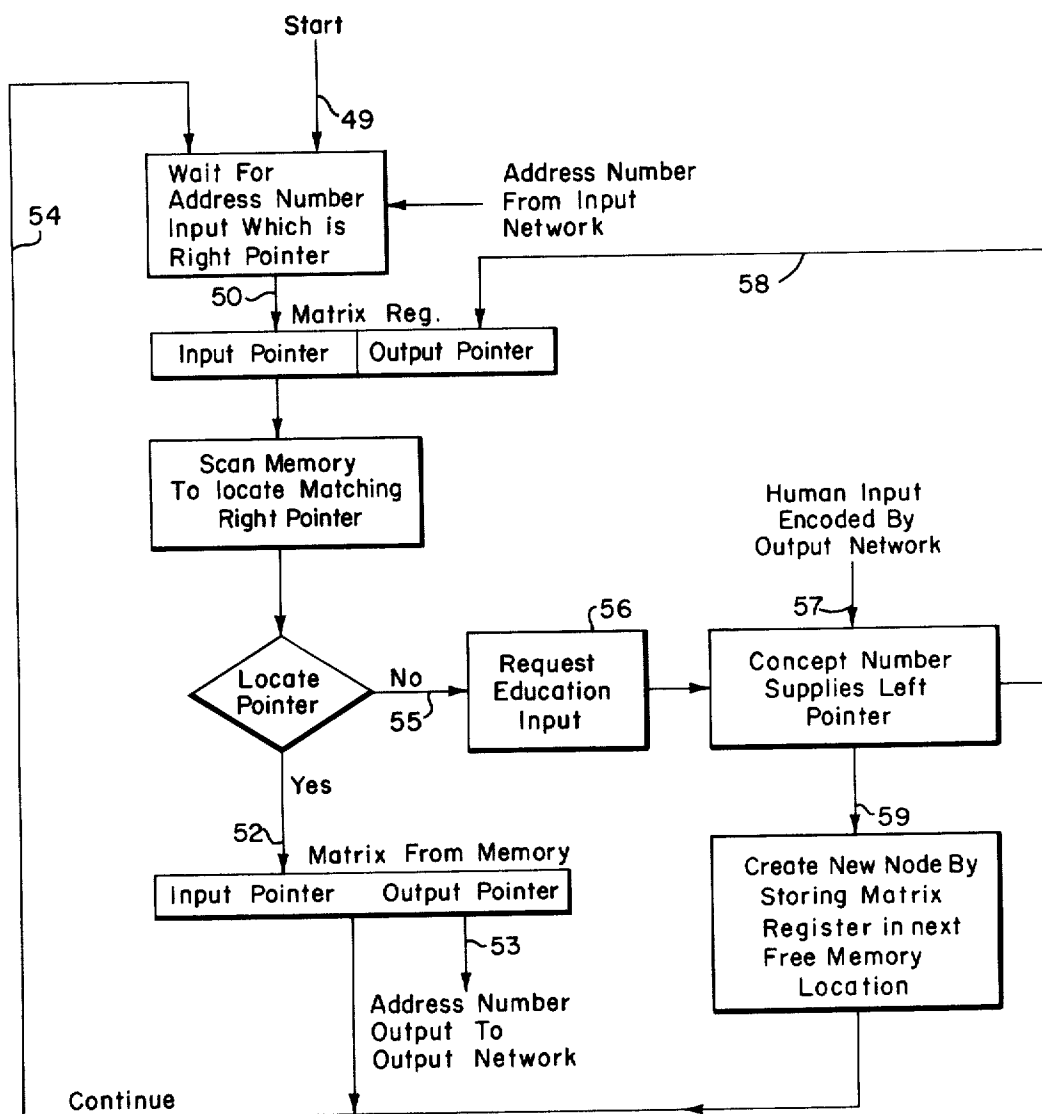 Start
49
Wait For
Address Number
Input Which is
Right Pointer
Address Number
From Input
Network
54
50
58
Matrix Reg.
Input Pointer
Output Pointer
Scan Memory
To locate Matching
Right Pointer
Human Input
Encoded By
Output Network
57
56
Locate
Pointer
No
55
Request
Education
Input
Concept Number
Supplies Left
Pointer
Yes
52
59
Matrix From Memory
Input Pointer
Output Pointer
53
Create New Node By
Storing Matrix
Register in next
Free Memory
Location
Address Number
Output To
Output Network
Continue